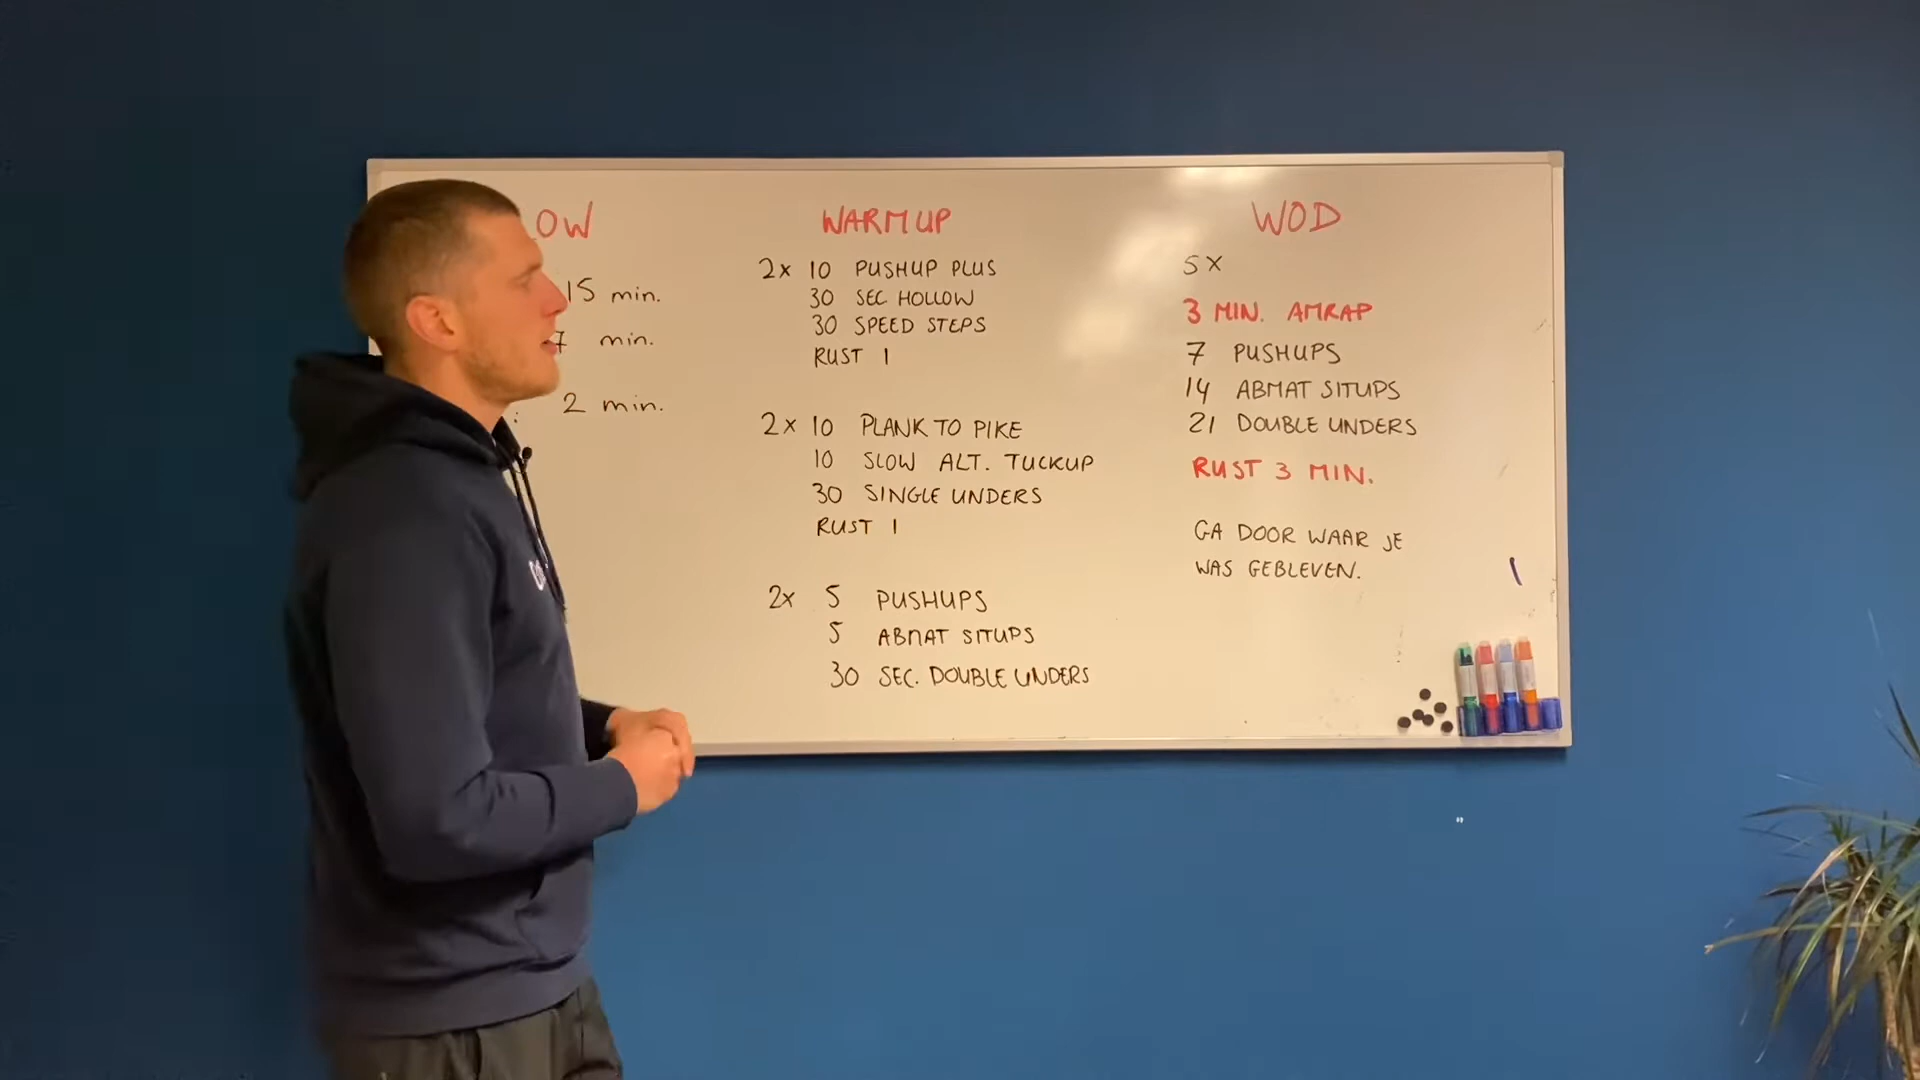 LOW
15 min.
7 min.
: 2 min.
WARMUP
2x 10 PUSHUP PLUS
30 SEC HOLLOW
30 SPEED STEPS
RUST 1
2x 10 PLANK TO PIKE
10 SLOW ALT. TUCKUP
30 SINGLE UNDERS
RUST 1
2x 5 PUSHUPS
5 ABMAT SITUPS
30 SEC. DOUBLE UNDERS
WOD
5X
3 MIN. AMRAP
7 PUSHUPS
14 ABMAT SITUPS
21 DOUBLE UNDERS
RUST 3 MIN.
GA DOOR WAAR JE
WAS GEBLEVEN.